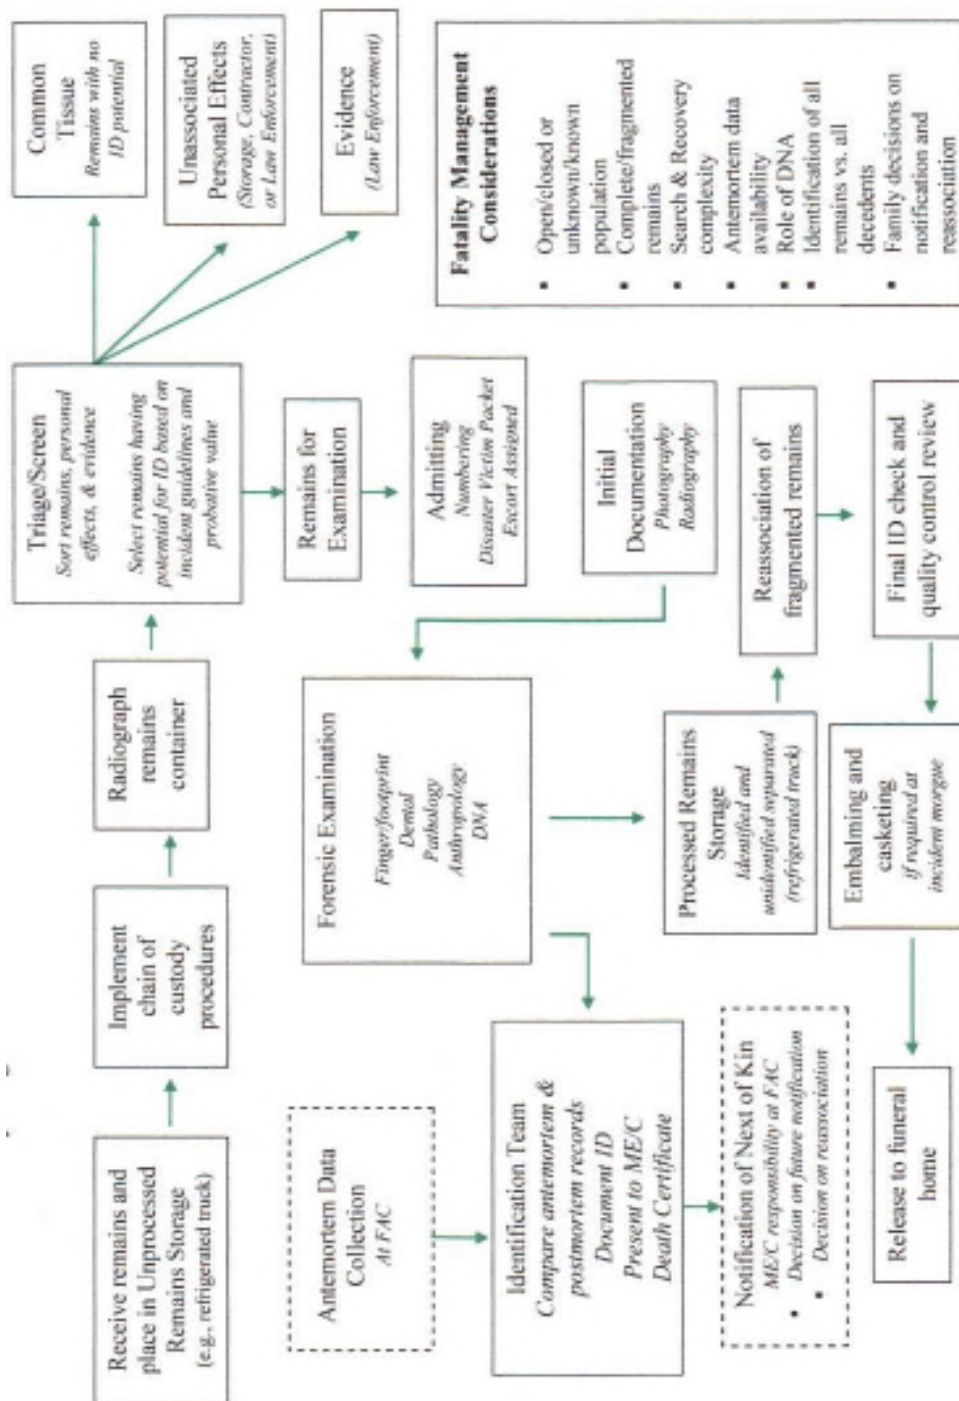 Receive remains and
place in Unprocessed
Remains Storage
(e.g., refrigerated truck)
Implement
chain of
custody
procedures
Radiograph
remains
container
Triage/Screen
Sort remains, personal
effects, & evidence
Select remains having
potential for ID based on
incident guidelines and
probative value
Common
Tissue
Remains with no
ID potential
Unassociated
Personal Effects
(Storage, Contractor,
or Law Enforcement)
Evidence
(Law Enforcement)
Remains for
Examination
Admitting
Numbering
Disaster Victim Packet
Escort Assigned
Initial
Documentation
Photography
Radiography
Forensic Examination
Finger/footprint
Dental
Pathology
Anthropology
DNA
Antemortem Data
Collection
At FAC
Identification Team
Compare antemortem &
postmortem records
Document ID
Present to ME/C
Death Certificate
Notification of Next of Kin
ME/C responsibility at FAC
▪ Decision on future notification
▪ Decision on reassociation
Processed Remains
Storage
Identified and
unidentified separated
(refrigerated truck)
Reassociation of
fragmented remains
Final ID check and
quality control review
Embalming and
casketing
if required at
incident morgue
Release to funeral
home
Fatality Management
Considerations
▪ Open/closed or
unknown/known
population
▪ Complete/fragmented
remains
▪ Search & Recovery
complexity
▪ Antemortem data
availability
▪ Role of DNA
▪ Identification of all
remains vs. all
decedents
▪ Family decisions on
notification and
reassociation